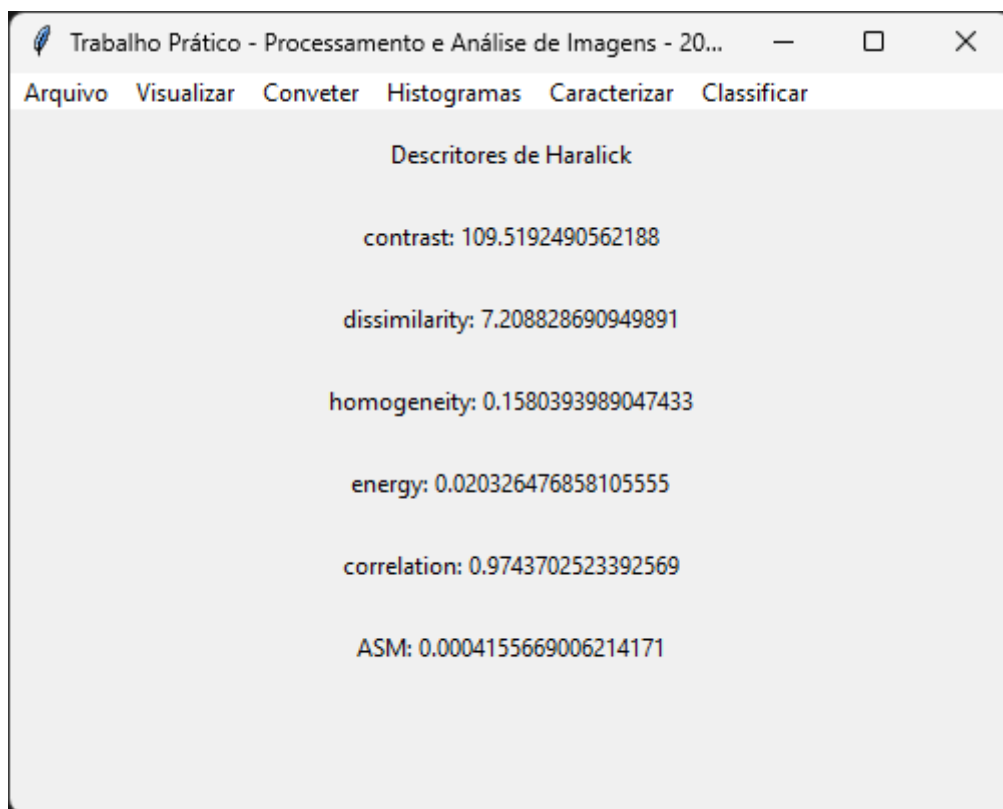 Trabalho Prático - Processamento e Análise de Imagens - 20...
Arquivo Visualizar Conveter Histogramas Caracterizar Classificar
Descritores de Haralick
contrast: 109.5192490562188
dissimilarity: 7.208828690949891
homogeneity: 0.1580393989047433
energy: 0.020326476858105555
correlation: 0.9743702523392569
ASM: 0.0004155669006214171